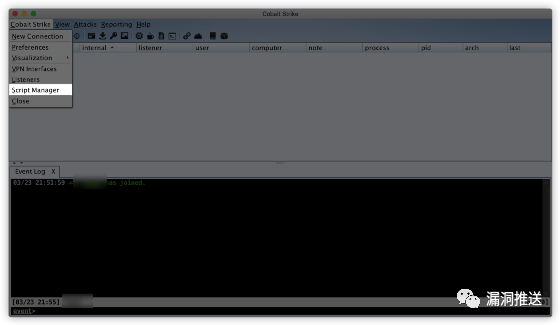 Cobalt Strike
Cobalt Strike View Attacks Reporting Help
New Connection
Preferences
Visualization
VPN Interfaces
Listeners
Script Manager
Close
internal listener user computer note process pid arch last
Event Log X
03/23 21:51:59 has joined.
[03/23 21:55]
event>
漏洞推送